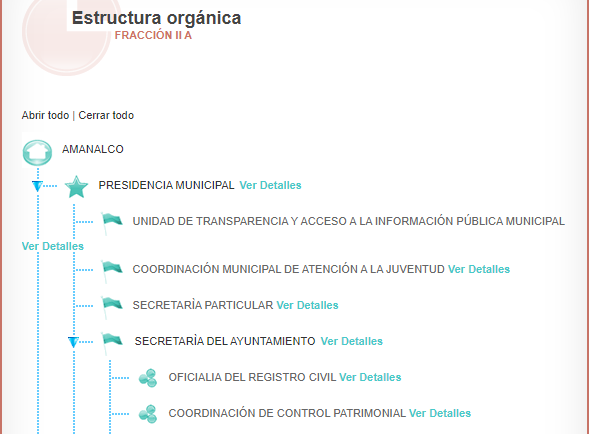 Estructura orgánica
FRACCIÓN II A
Abrir todo | Cerrar todo
AMANALCO
PRESIDENCIA MUNICIPAL Ver Detalles
UNIDAD DE TRANSPARENCIA Y ACCESO A LA INFORMACIÓN PÚBLICA MUNICIPAL
Ver Detalles
COORDINACIÓN MUNICIPAL DE ATENCIÓN A LA JUVENTUD Ver Detalles
SECRETARÍA PARTICULAR Ver Detalles
SECRETARÍA DEL AYUNTAMIENTO Ver Detalles
OFICIALIA DEL REGISTRO CIVIL Ver Detalles
COORDINACIÓN DE CONTROL PATRIMONIAL Ver Detalles